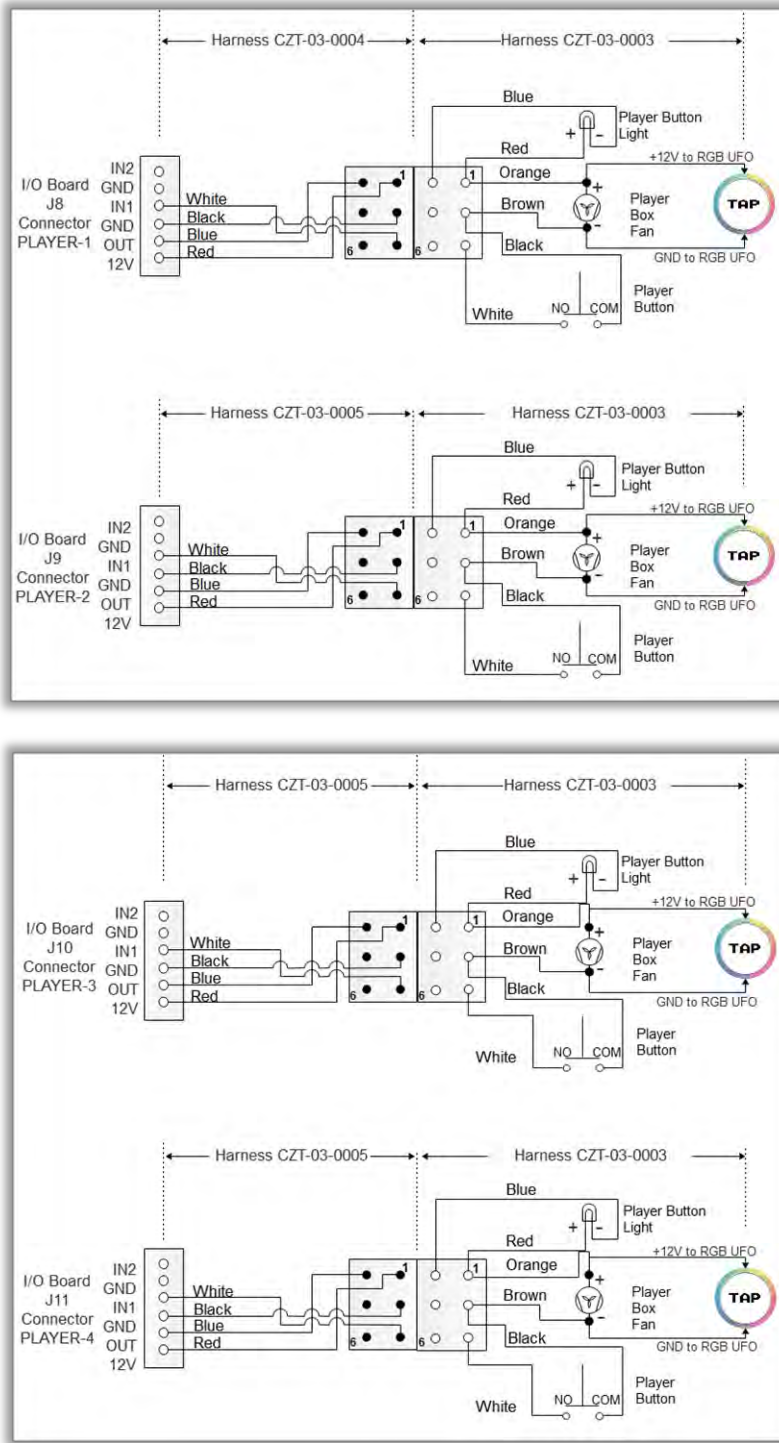 Harness CZT-03-0004
Harness CZT-03-0003
Blue
Player Button
Light
+ -
Red
+12V to RGB UFO
Orange
IN2
GND
IN1
GND
OUT
12V
I/O Board
J8
Connector
PLAYER-1
White
Black
Blue
Red
1
6
1
6
Brown
+
-
Player
Box
Fan
TAP
Black
GND to RGB UFO
White
NO COM
Player
Button
Harness CZT-03-0005
Harness CZT-03-0003
Blue
Player Button
Light
+ -
Red
+12V to RGB UFO
Orange
IN2
GND
IN1
GND
OUT
12V
I/O Board
J9
Connector
PLAYER-2
White
Black
Blue
Red
1
6
1
6
Brown
+
-
Player
Box
Fan
TAP
Black
GND to RGB UFO
White
NO COM
Player
Button
Harness CZT-03-0005
Harness CZT-03-0003
Blue
Player Button
Light
+ -
Red
+12V to RGB UFO
Orange
IN2
GND
IN1
GND
OUT
12V
I/O Board
J10
Connector
PLAYER-3
White
Black
Blue
Red
1
6
1
6
Brown
+
-
Player
Box
Fan
TAP
Black
GND to RGB UFO
White
NO COM
Player
Button
Harness CZT-03-0005
Harness CZT-03-0003
Blue
Player Button
Light
+ -
Red
+12V to RGB UFO
Orange
IN2
GND
IN1
GND
OUT
12V
I/O Board
J11
Connector
PLAYER-4
White
Black
Blue
Red
1
6
1
6
Brown
+
-
Player
Box
Fan
TAP
Black
GND to RGB UFO
White
NO COM
Player
Button